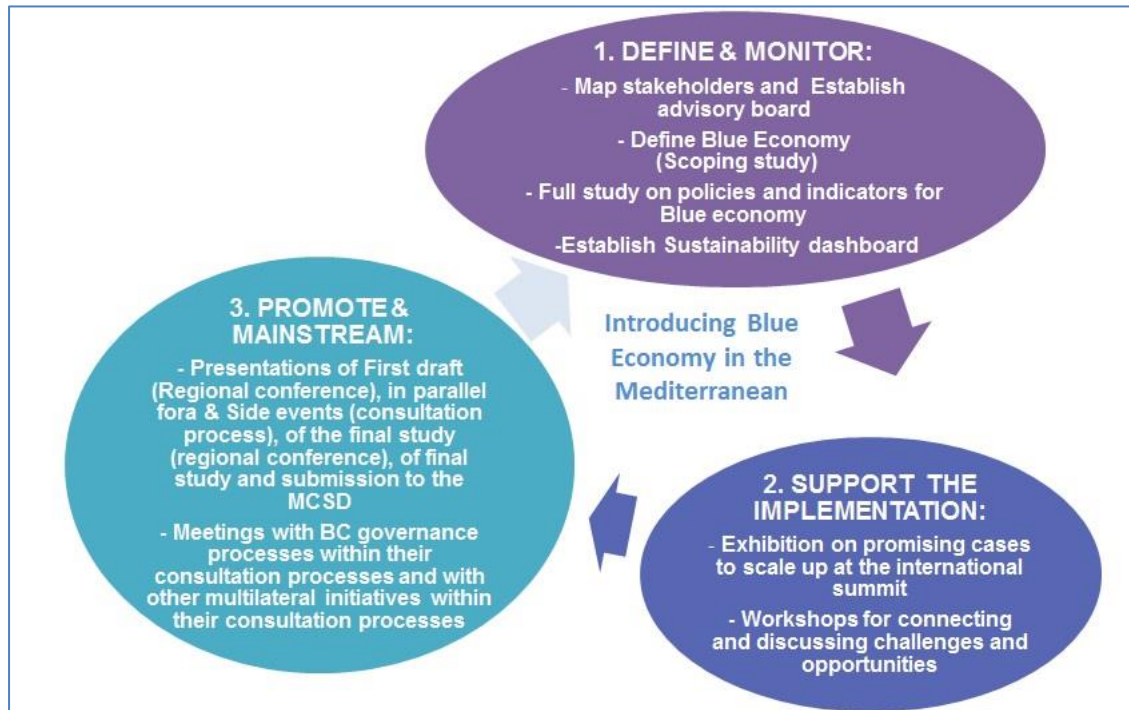 1. DEFINE & MONITOR:
- Map stakeholders and Establish
advisory board
- Define Blue Economy
(Scoping study)
- Full study on policies and indicators for
Blue economy
-Establish Sustainability dashboard
Introducing Blue
Economy in the
Mediterranean
2. SUPPORT THE
IMPLEMENTATION:
- Exhibition on promising cases
to scale up at the international
summit
- Workshops for connecting
and discussing challenges and
opportunities
3. PROMOTE &
MAINSTREAM:
- Presentations of First draft
(Regional conference), in parallel
fora & Side events (consultation
process), of the final study
(regional conference), of final
study and submission to the
MCSD
- Meetings with BC governance
processes within their
consultation processes and with
other multilateral initiatives within
their consultation processes